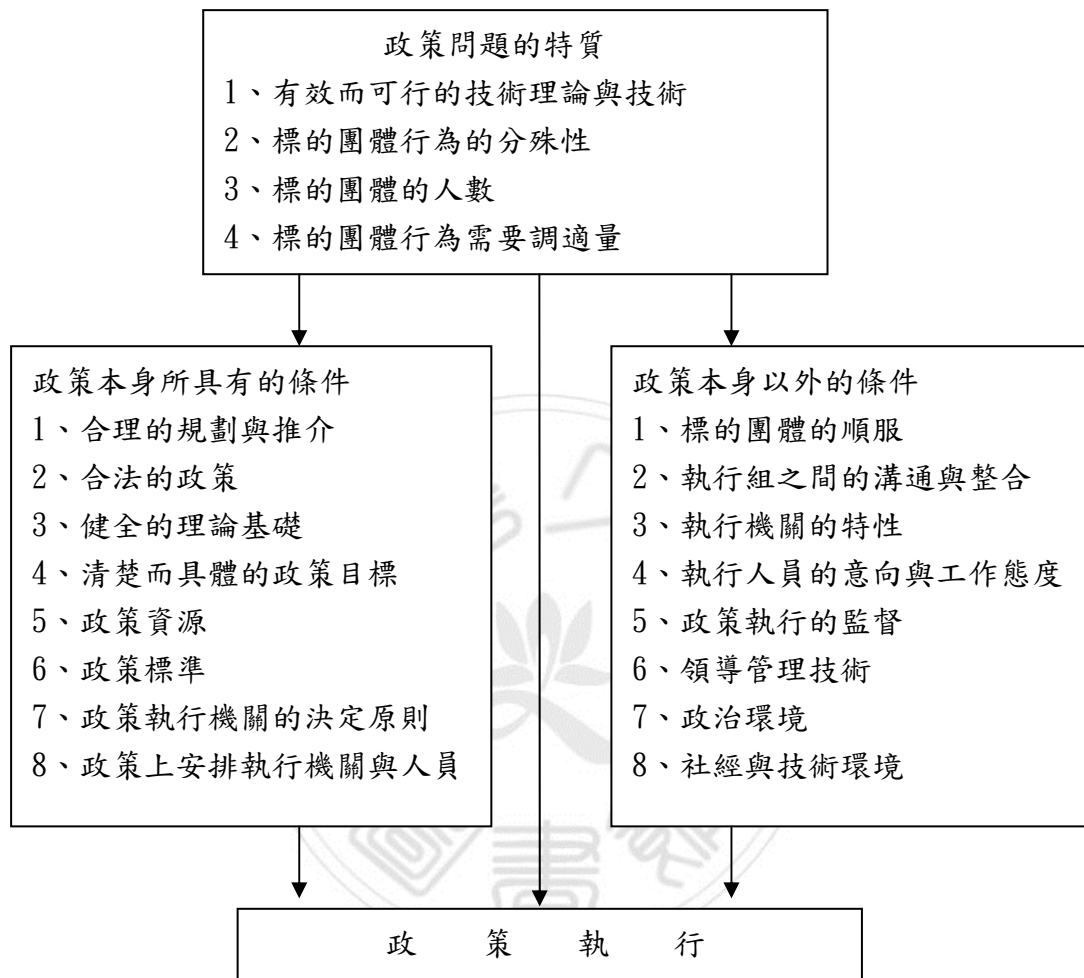 政策問題的特質
1、有效而可行的技術理論與技術
2、標的團體行為的分殊性
3、標的團體的人數
4、標的團體行為需要調適量
政策本身所具有的條件
1、合理的規劃與推介
2、合法的政策
3、健全的理論基礎
4、清楚而具體的政策目標
5、政策資源
6、政策標準
7、政策執行機關的決定原則
8、政策上安排執行機關與人員
政策本身以外的條件
1、標的團體的順服
2、執行組之間的溝通與整合
3、執行機關的特性
4、執行人員的意向與工作態度
5、政策執行的監督
6、領導管理技術
7、政治環境
8、社經與技術環境
政 策 執 行